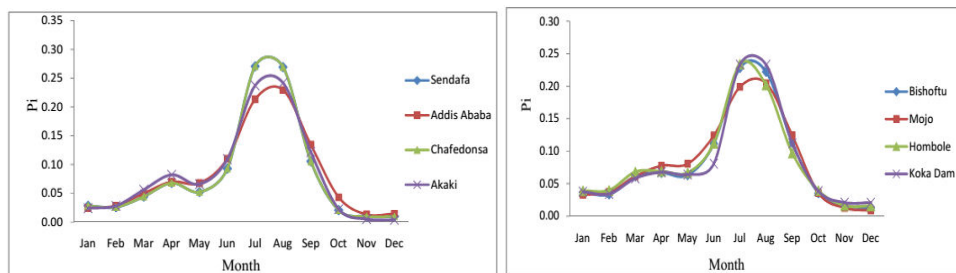 0.35
0.30
0.25
0.20
0.15
0.10
0.05
0.00
Pi
Jan Feb Mar Apr May Jun Jul Aug Sep Oct Nov Dec
Month
Sendafa
Addis Ababa
Chafedonsa
Akaki
0.30
0.25
0.20
0.15
0.10
0.05
0.00
Pi
Jan Feb Mar Apr May Jun Jul Aug Sep Oct Nov Dec
Month
Bishoftu
Mojo
Hombole
Koka Dam